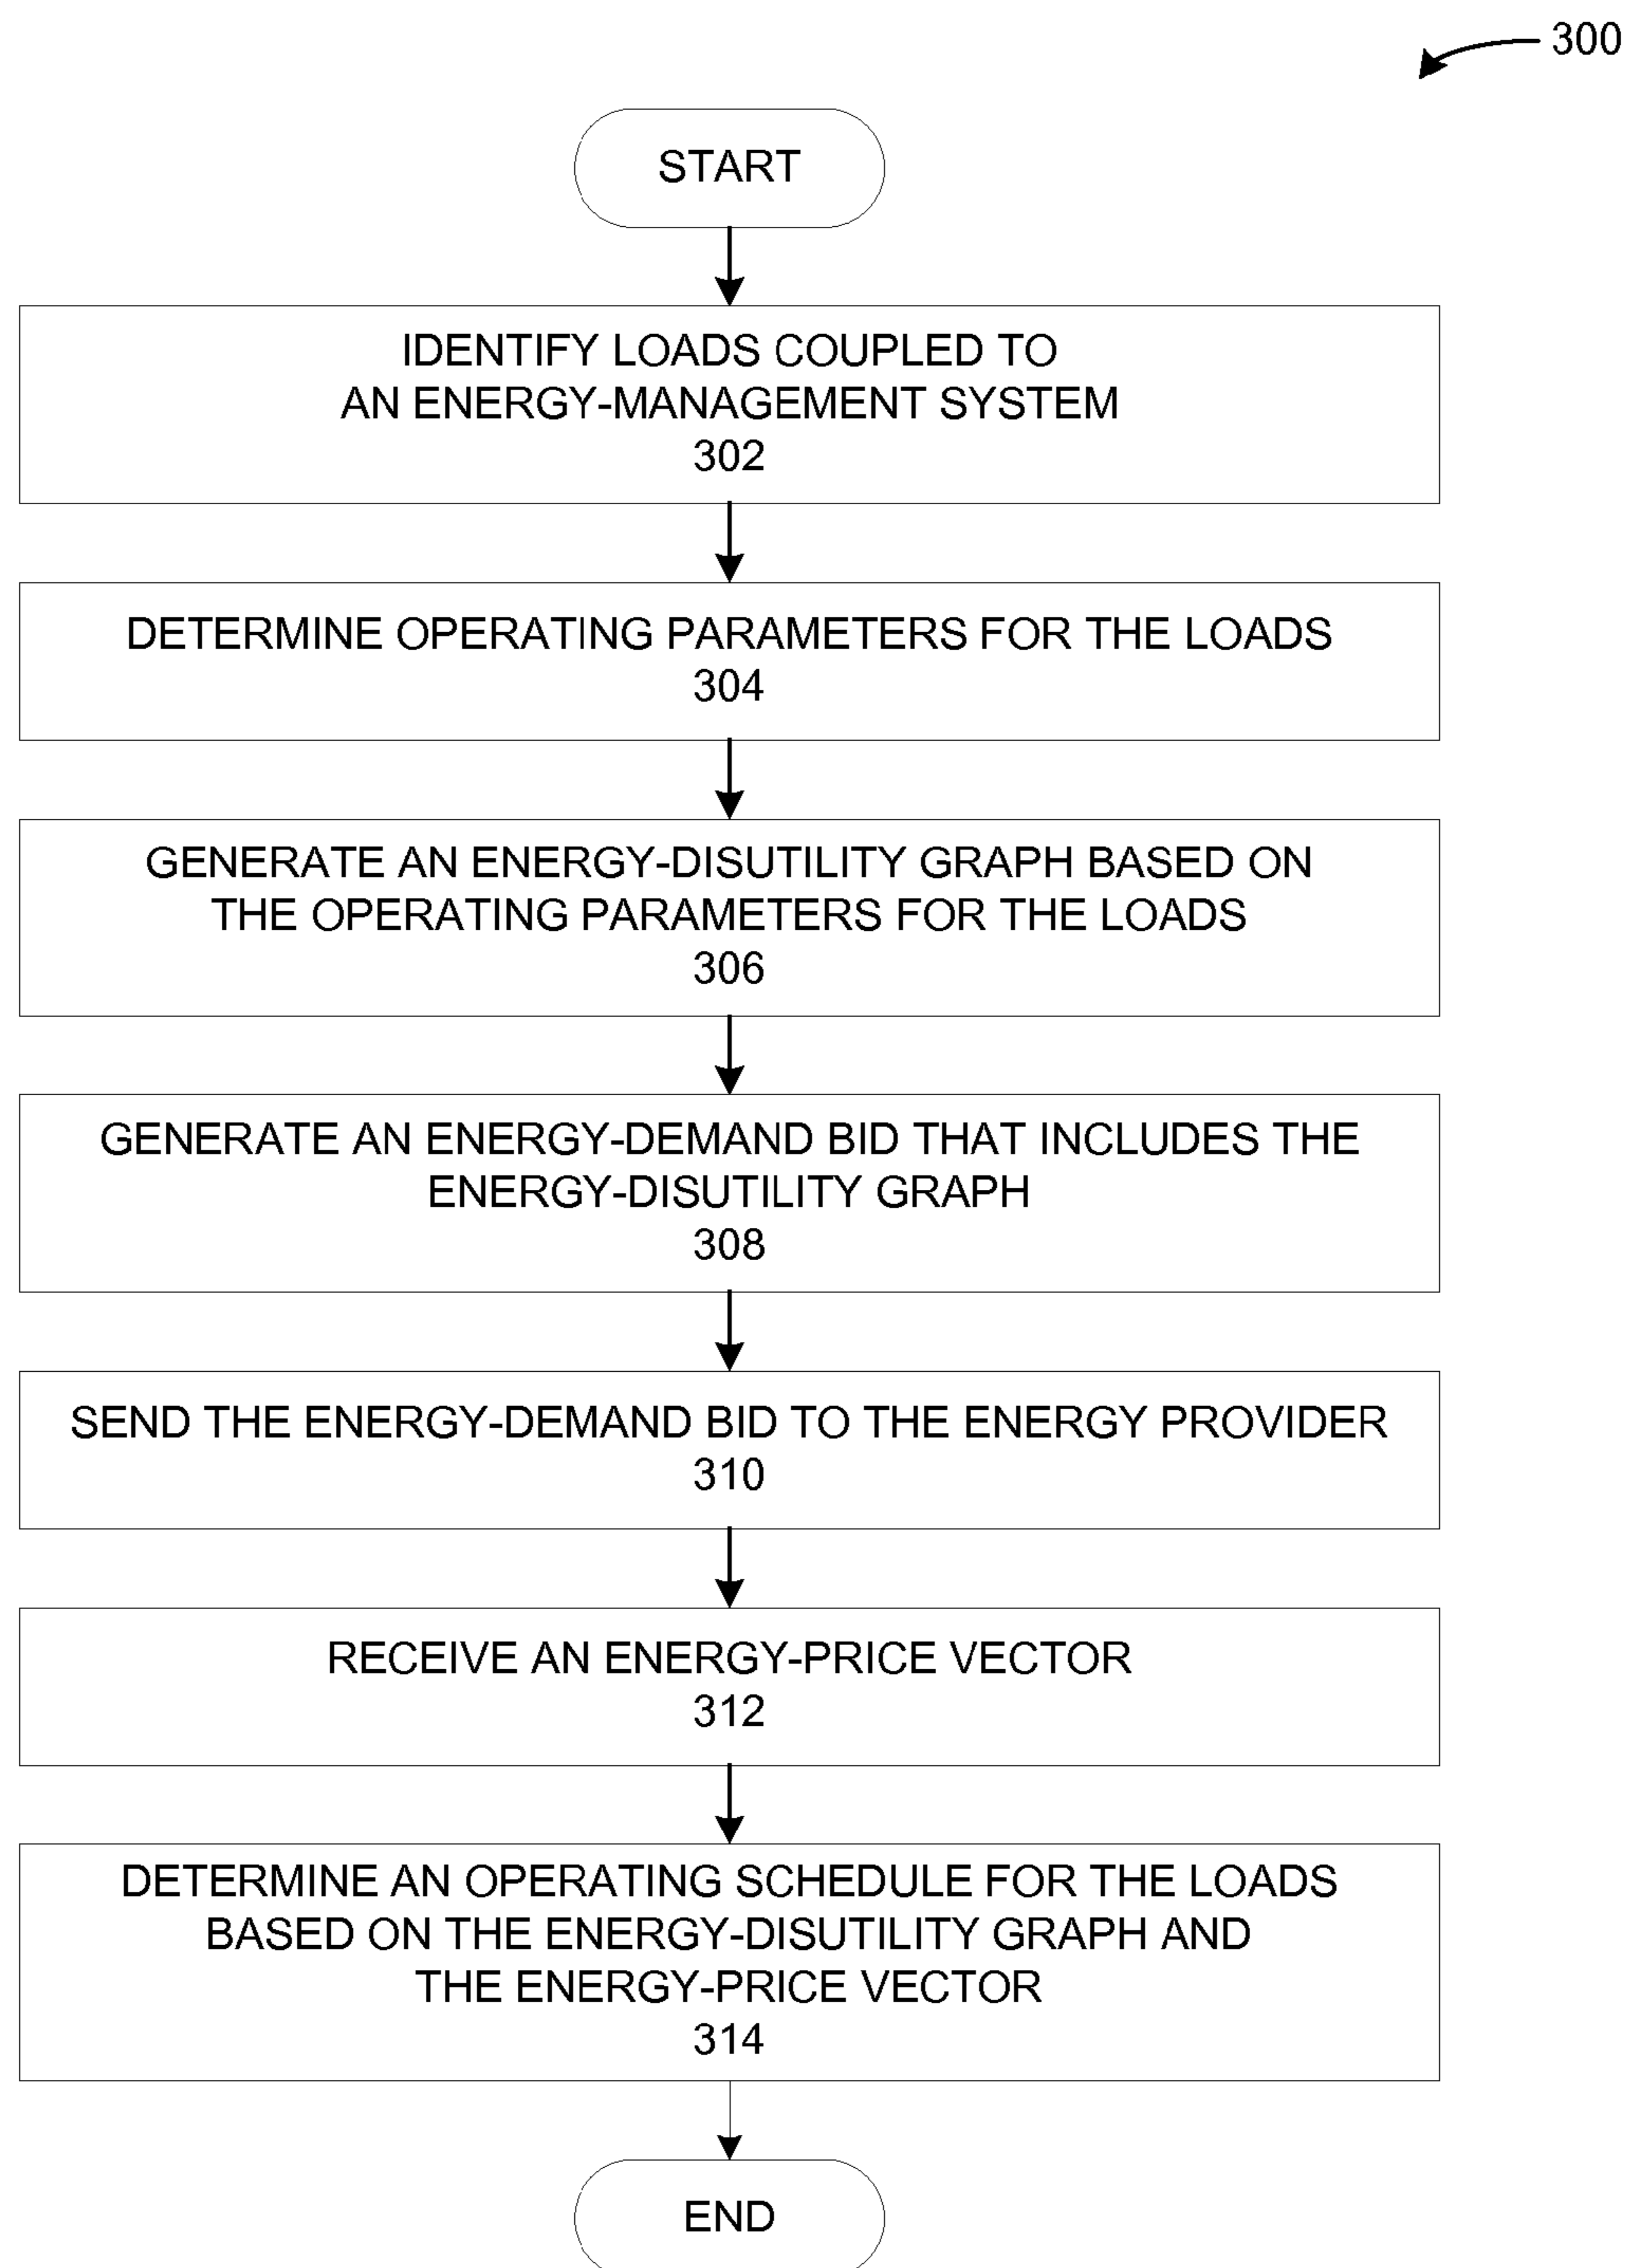 300
START
IDENTIFY LOADS COUPLED TO
AN ENERGY-MANAGEMENT SYSTEM
302
DETERMINE OPERATING PARAMETERS FOR THE LOADS
304
GENERATE AN ENERGY-DISUTILITY GRAPH BASED ON
THE OPERATING PARAMETERS FOR THE LOADS
306
GENERATE AN ENERGY-DEMAND BID THAT INCLUDES THE
ENERGY-DISUTILITY GRAPH
308
SEND THE ENERGY-DEMAND BID TO THE ENERGY PROVIDER
310
RECEIVE AN ENERGY-PRICE VECTOR
312
DETERMINE AN OPERATING SCHEDULE FOR THE LOADS
BASED ON THE ENERGY-DISUTILITY GRAPH AND
THE ENERGY-PRICE VECTOR
314
END